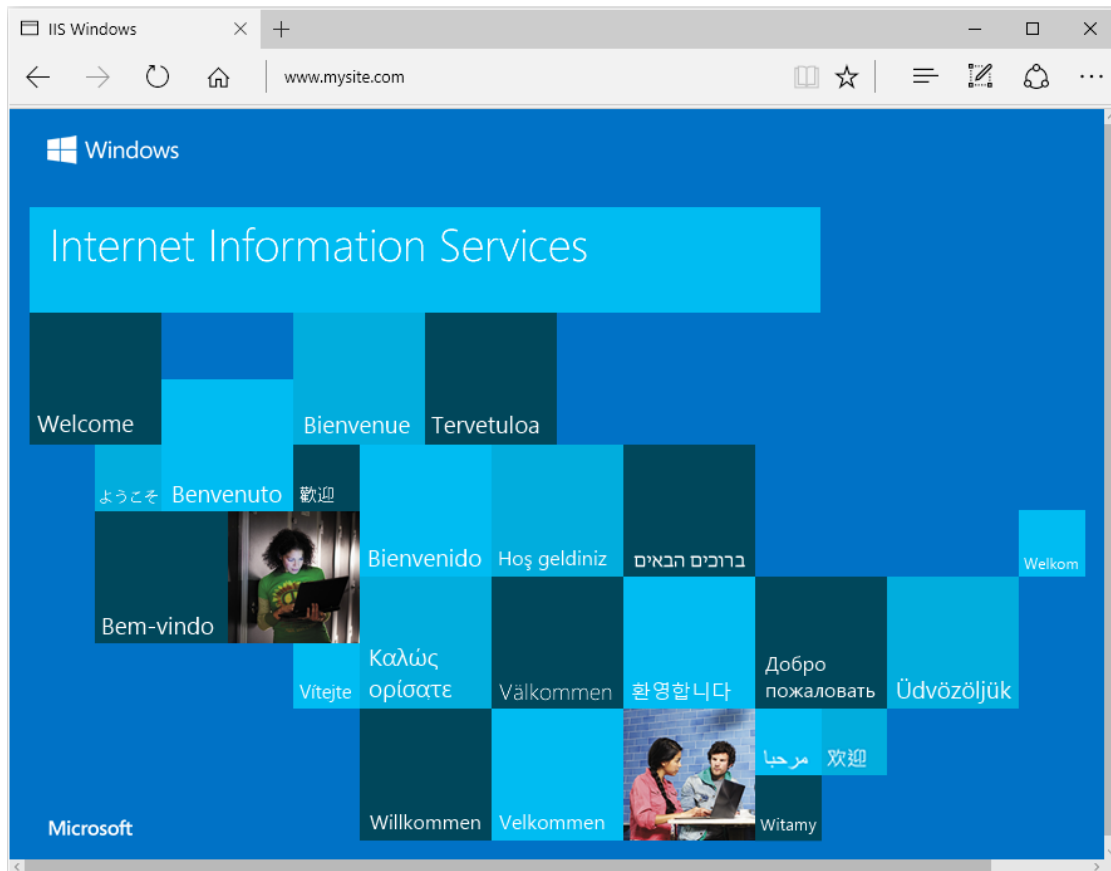 IIS Windows
www.mysite.com
Windows
Internet Information Services
Welcome
Bienvenue
Tervetuloa
ようこそ
Benvenuto
歡迎
Bienvenido
Hoş geldiniz
ברוכים הבאים
Welkom
Bem-vindo
Vítejte
Καλώς
ορίσατε
Välkommen
환영합니다
Добро
пожаловать
Üdvözöljük
مرحبا
欢迎
Willkommen
Velkommen
Witamy
Microsoft